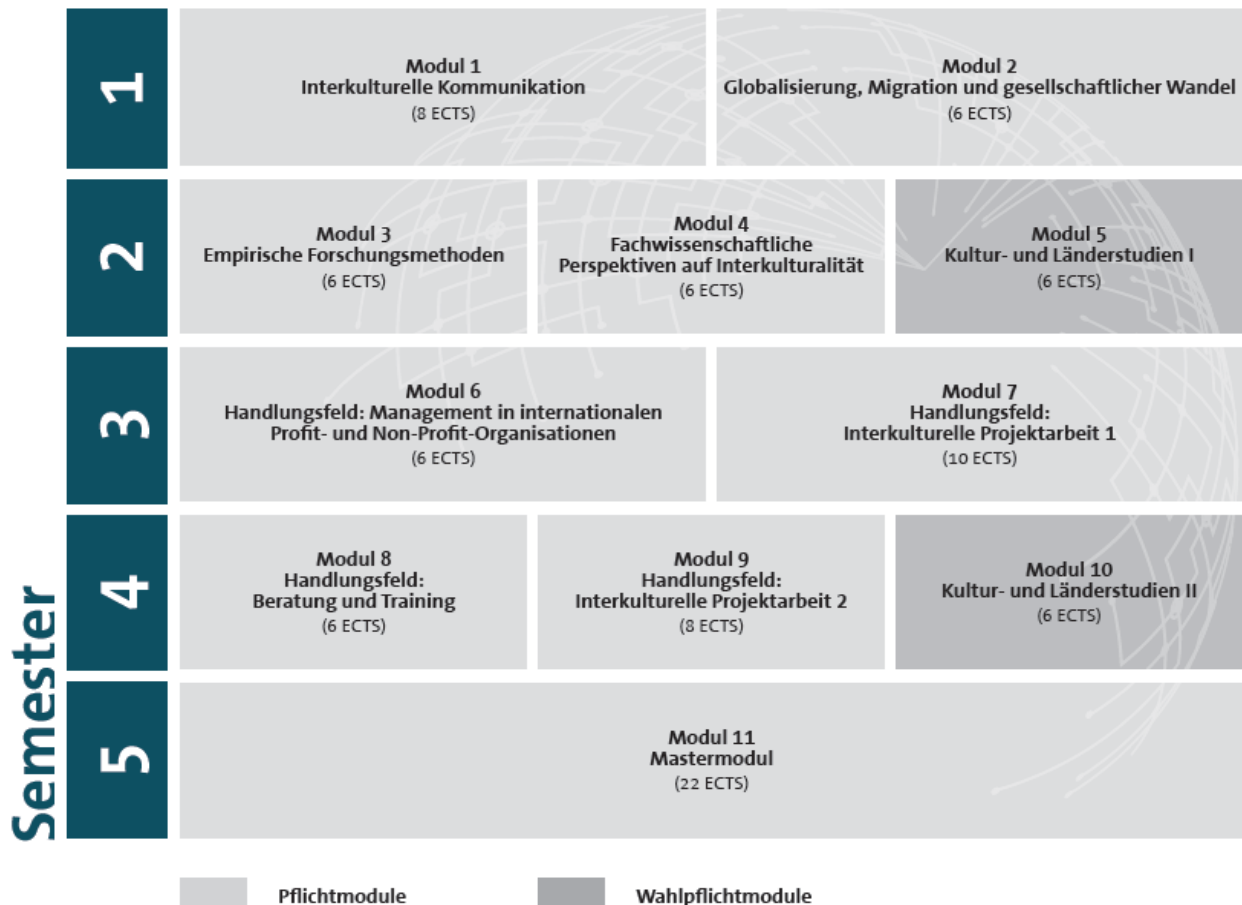 Semester
1
Modul 1
Interkulturelle Kommunikation
(8 ECTS)
Modul 2
Globalisierung, Migration und gesellschaftlicher Wandel
(6 ECTS)
2
Modul 3
Empirische Forschungsmethoden
(6 ECTS)
Modul 4
Fachwissenschaftliche
Perspektiven auf Interkulturalität
(6 ECTS)
Modul 5
Kultur- und Länderstudien I
(6 ECTS)
3
Modul 6
Handlungsfeld: Management in internationalen
Profit- und Non-Profit-Organisationen
(6 ECTS)
Modul 7
Handlungsfeld:
Interkulturelle Projektarbeit 1
(10 ECTS)
4
Modul 8
Handlungsfeld:
Beratung und Training
(6 ECTS)
Modul 9
Handlungsfeld:
Interkulturelle Projektarbeit 2
(8 ECTS)
Modul 10
Kultur- und Länderstudien II
(6 ECTS)
5
Modul 11
Mastermodul
(22 ECTS)
Pflichtmodule
Wahlpflichtmodule